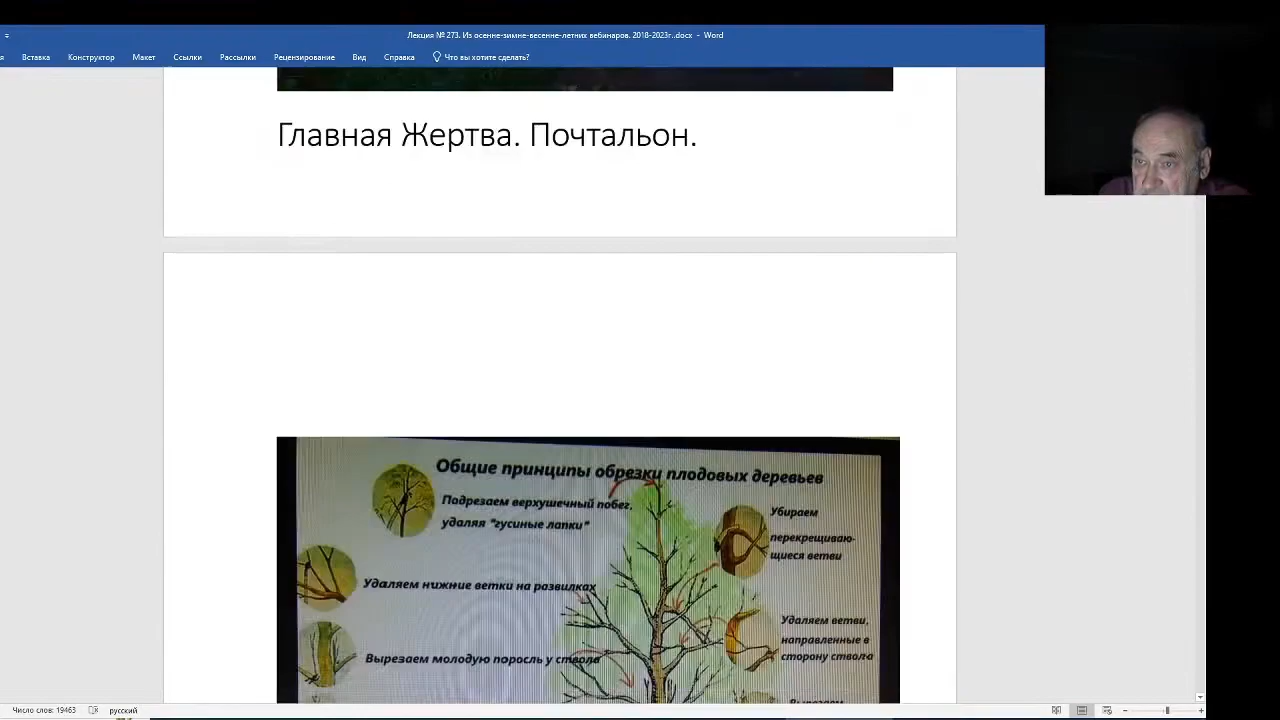 Лекция № 273. Из осенне-зимне-весенне-летних вебинаров. 2018-2023г..docx - Word
я Вставка Конструктор Макет Ссылки Рассылки Рецензирование Вид Справка Что вы хотите сделать?
Главная Жертва. Почтальон.
Общие принципы обрезки плодовых деревьев
Подрезаем верхушечный побег,
удаляя "гусиные лапки"
Убираем
перекрещиваю-
щиеся ветви
Удаляем нижние ветки на развилках
Удаляем ветви,
направленные в
сторону ствола
Вырезаем молодую поросль у ствола
Вырезаем
Число слов: 19463 русский